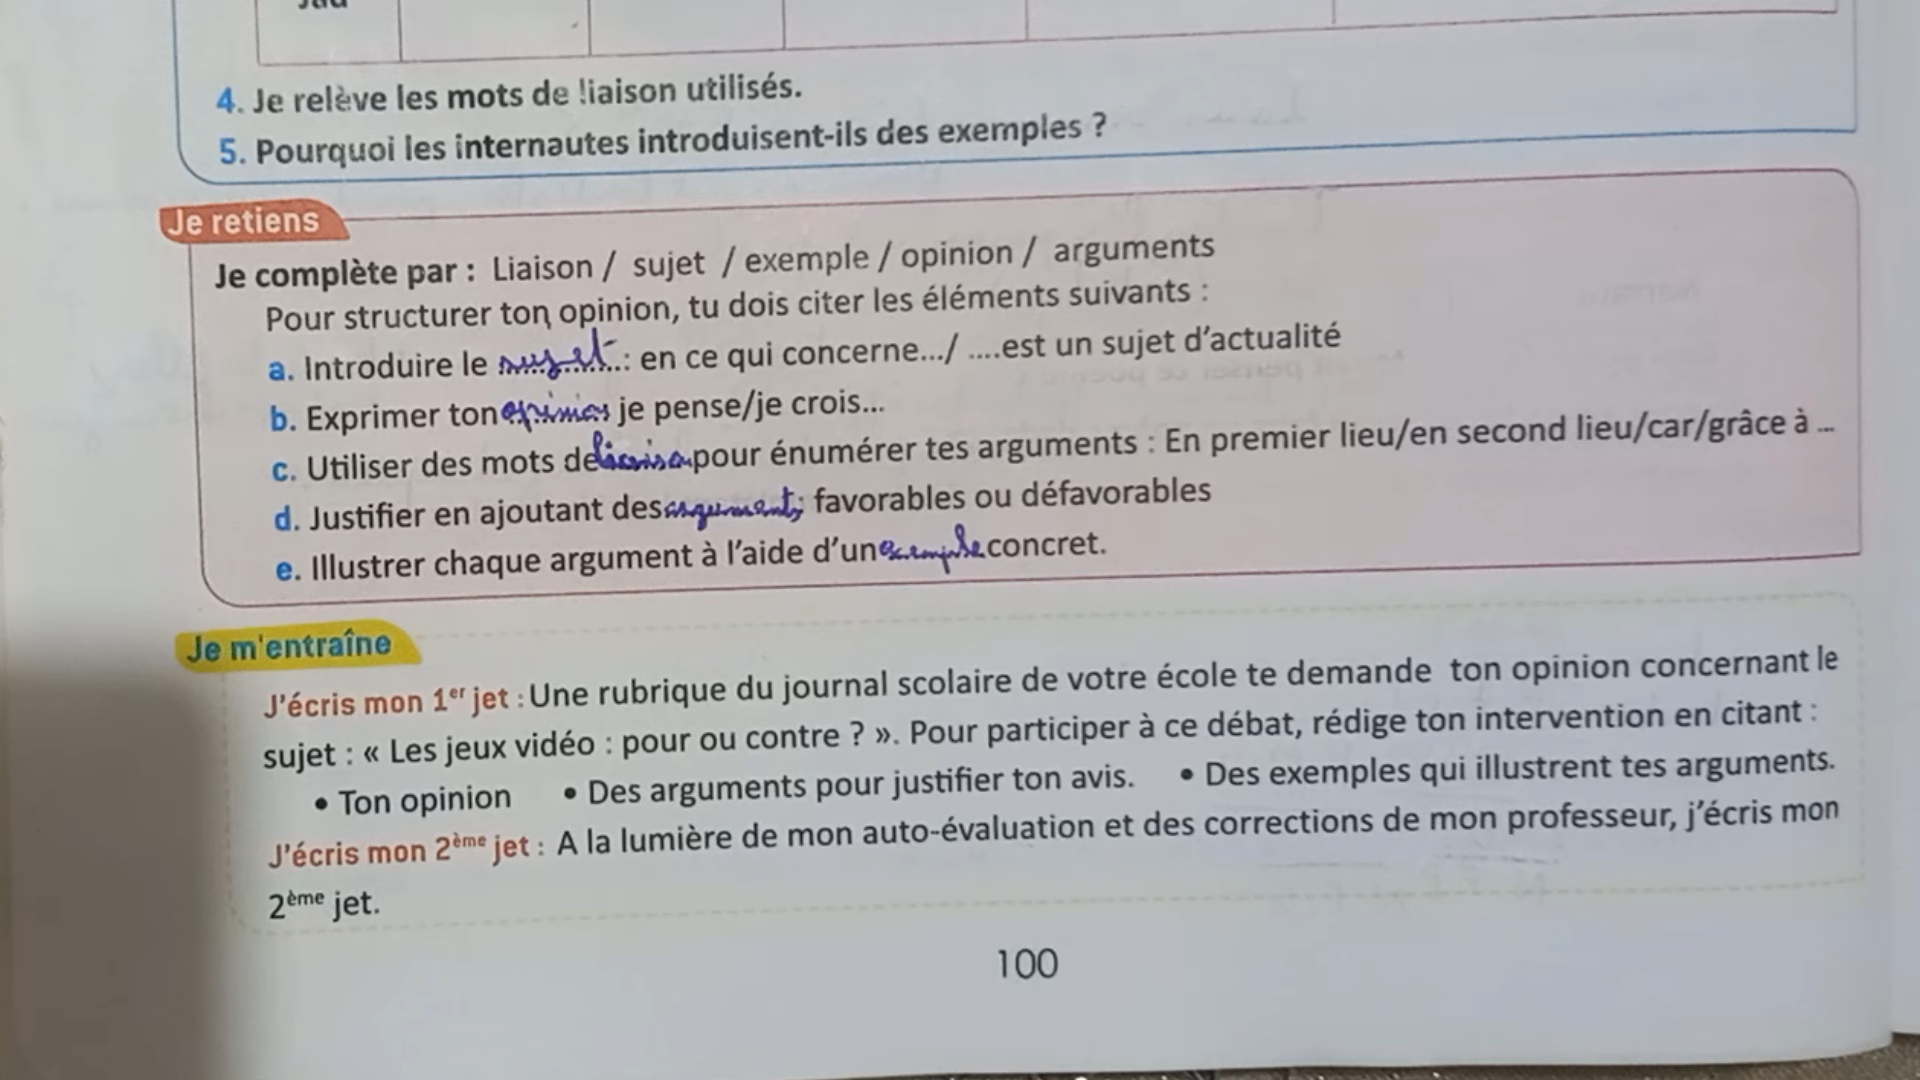 4. Je relève les mots de liaison utilisés.
5. Pourquoi les internautes introduisent-ils des exemples ?
Je retiens
Je complète par : Liaison / sujet / exemple / opinion / arguments
Pour structurer ton opinion, tu dois citer les éléments suivants :
a. Introduire le sujet : en ce qui concerne.../ ....est un sujet d'actualité
b. Exprimer ton opinion je pense/je crois...
c. Utiliser des mots de liaison pour énumérer tes arguments : En premier lieu/en second lieu/car/grâce à ...
d. Justifier en ajoutant des arguments favorables ou défavorables
e. Illustrer chaque argument à l'aide d'un exemple concret.
Je m'entraîne
J'écris mon 1er jet : Une rubrique du journal scolaire de votre école te demande ton opinion concernant le
sujet : « Les jeux vidéo : pour ou contre ? ». Pour participer à ce débat, rédige ton intervention en citant :
• Ton opinion • Des arguments pour justifier ton avis. • Des exemples qui illustrent tes arguments.
J'écris mon 2ème jet : A la lumière de mon auto-évaluation et des corrections de mon professeur, j'écris mon
2ème jet.
100